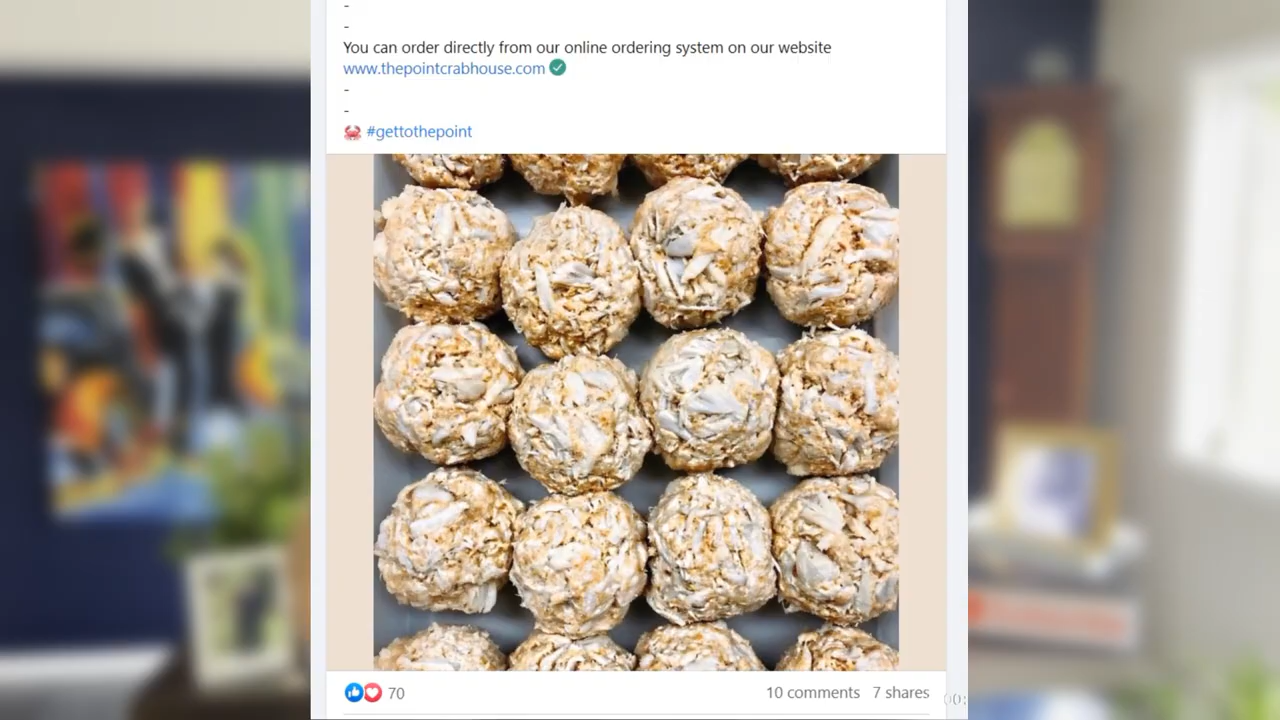 -
-
You can order directly from our online ordering system on our website
www.thepointcrabhouse.com
-
-
#gettothepoint
70
10 comments 7 shares
00: